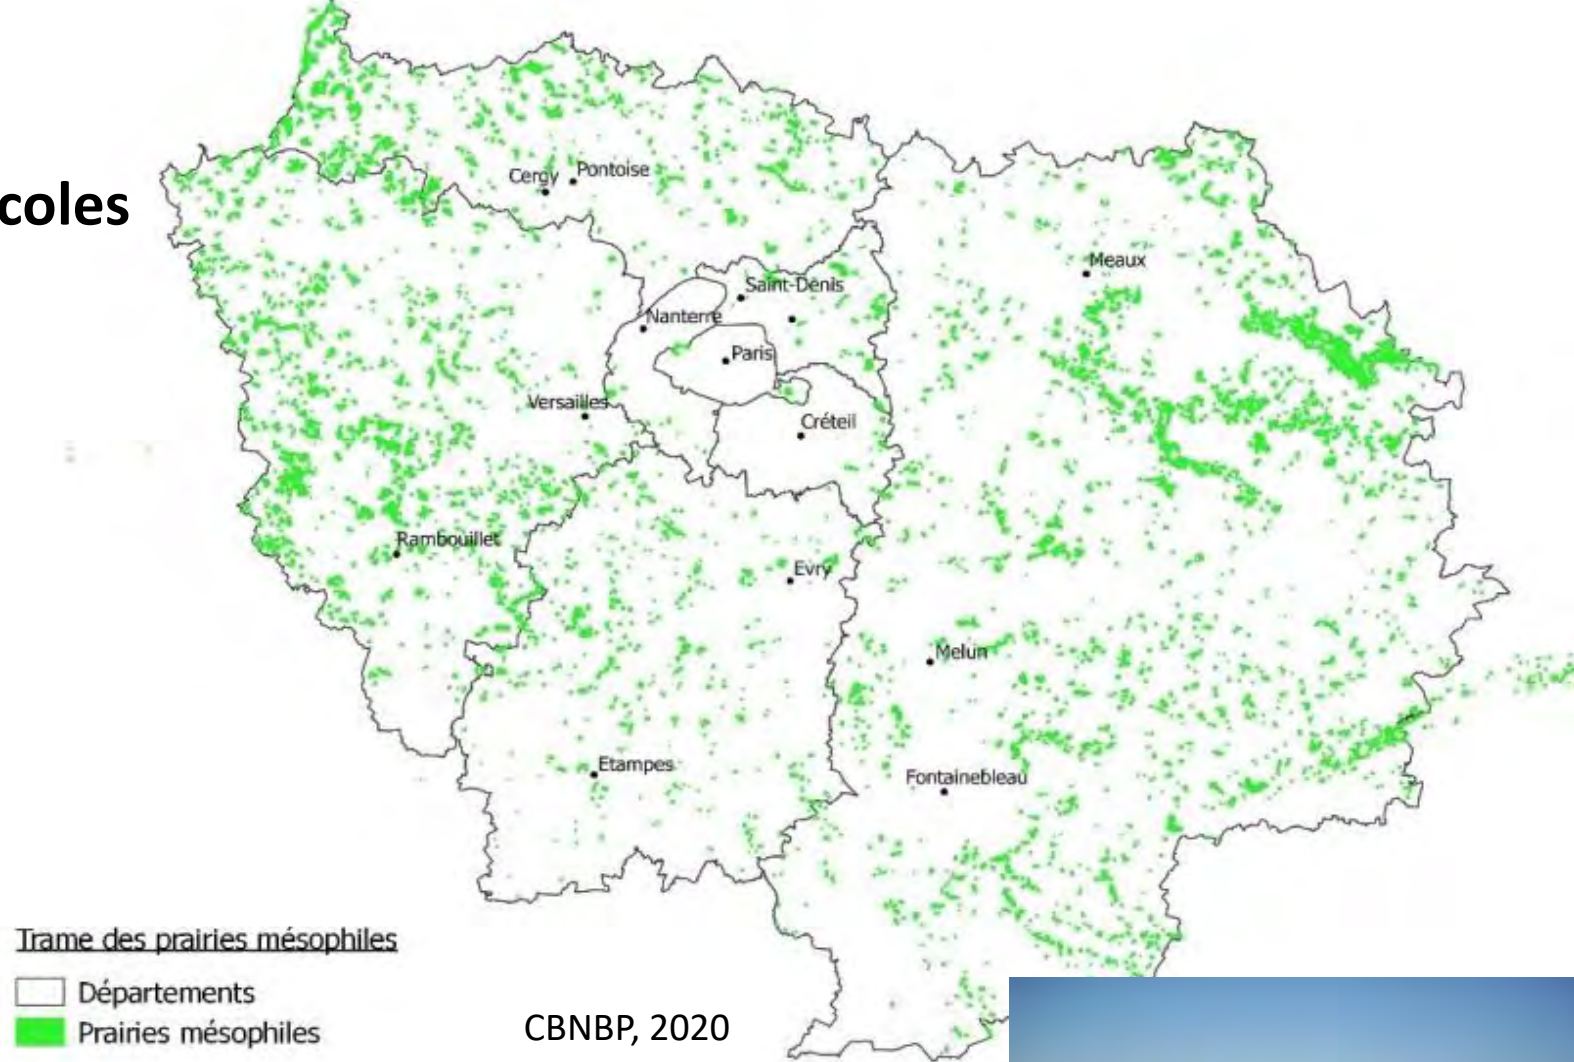 coles
Cergy
Pontoise
Meaux
Saint-Denis
Nanterre
Paris
Versailles
Créteil
Rambouillet
Evry
Melun
Etampes
Fontainebleau
Trame des prairies mésophiles
Départements
Prairies mésophiles
CBNBP, 2020